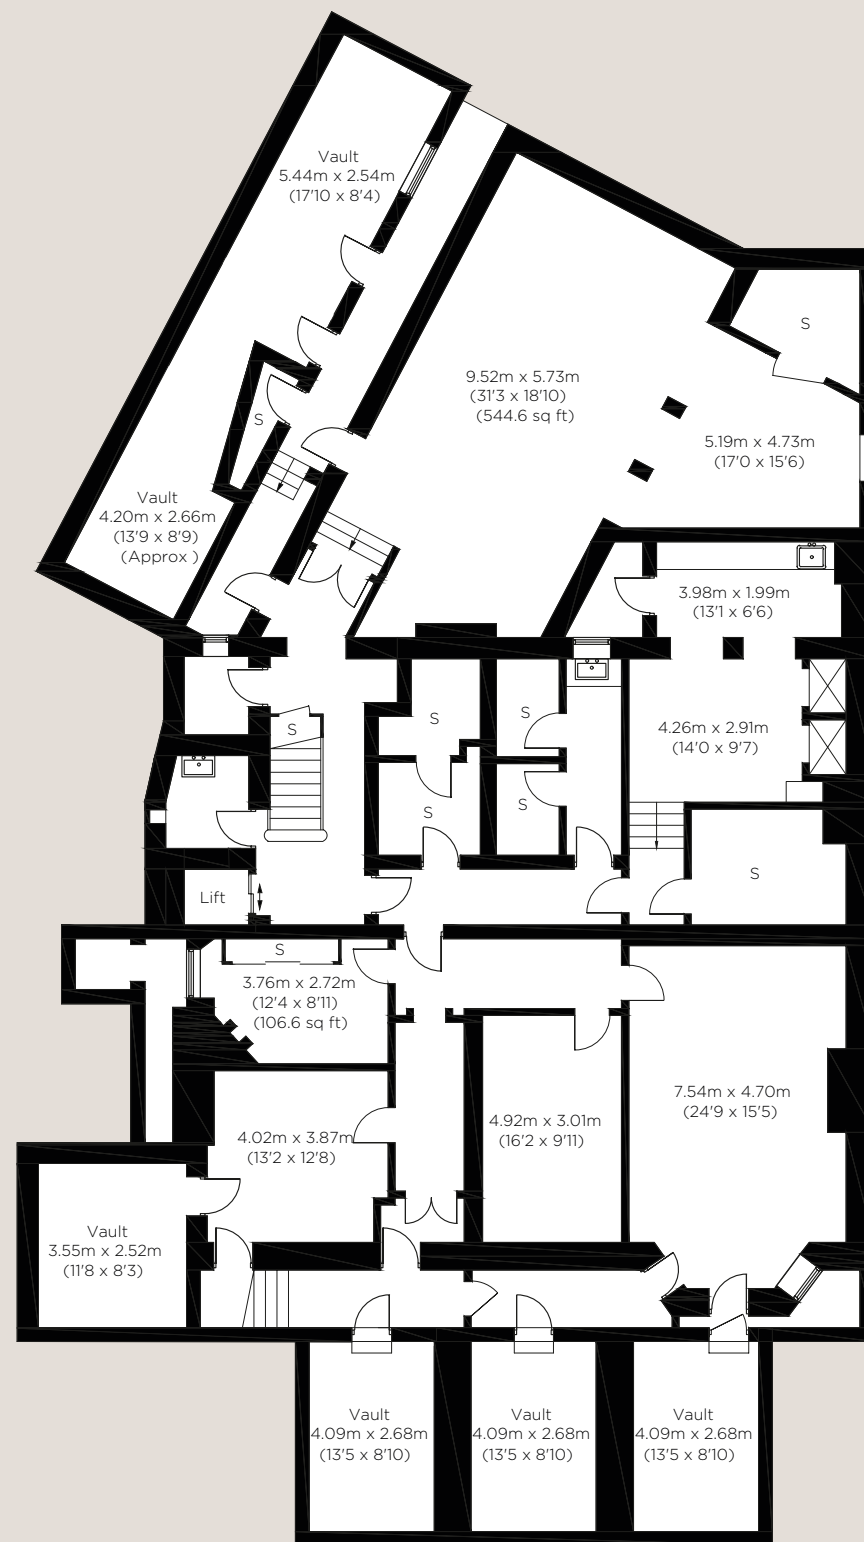 Vault
5.44m x 2.54m
(17'10 x 8'4)
S
9.52m x 5.73m
(31'3 x 18'10)
(544.6 sq ft)
S
5.19m x 4.73m
(17'0 x 15'6)
Vault
4.20m x 2.66m
(13'9 x 8'9)
(Approx )
3.98m x 1.99m
(13'1 x 6'6)
S
S
S
4.26m x 2.91m
(14'0 x 9'7)
S
S
S
Lift
S
3.76m x 2.72m
(12'4 x 8'11)
(106.6 sq ft)
7.54m x 4.70m
(24'9 x 15'5)
4.92m x 3.01m
(16'2 x 9'11)
4.02m x 3.87m
(13'2 x 12'8)
Vault
3.55m x 2.52m
(11'8 x 8'3)
Vault
4.09m x 2.68m
(13'5 x 8'10)
Vault
4.09m x 2.68m
(13'5 x 8'10)
Vault
4.09m x 2.68m
(13'5 x 8'10)